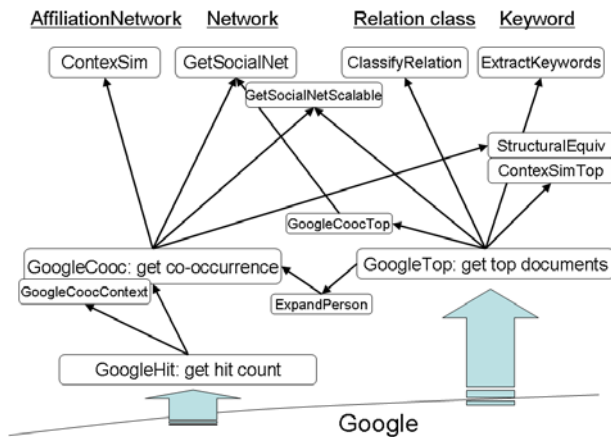 AffiliationNetwork Network Relation class Keyword
ContexSim GetSocialNet ClassifyRelation ExtractKeywords
GetSocialNetScalable
StructuralEquiv
ContexSimTop
GoogleCoocTop
GoogleCooc: get co-occurrence GoogleTop: get top documents
GoogleCoocContext
ExpandPerson
GoogleHit: get hit count
Google